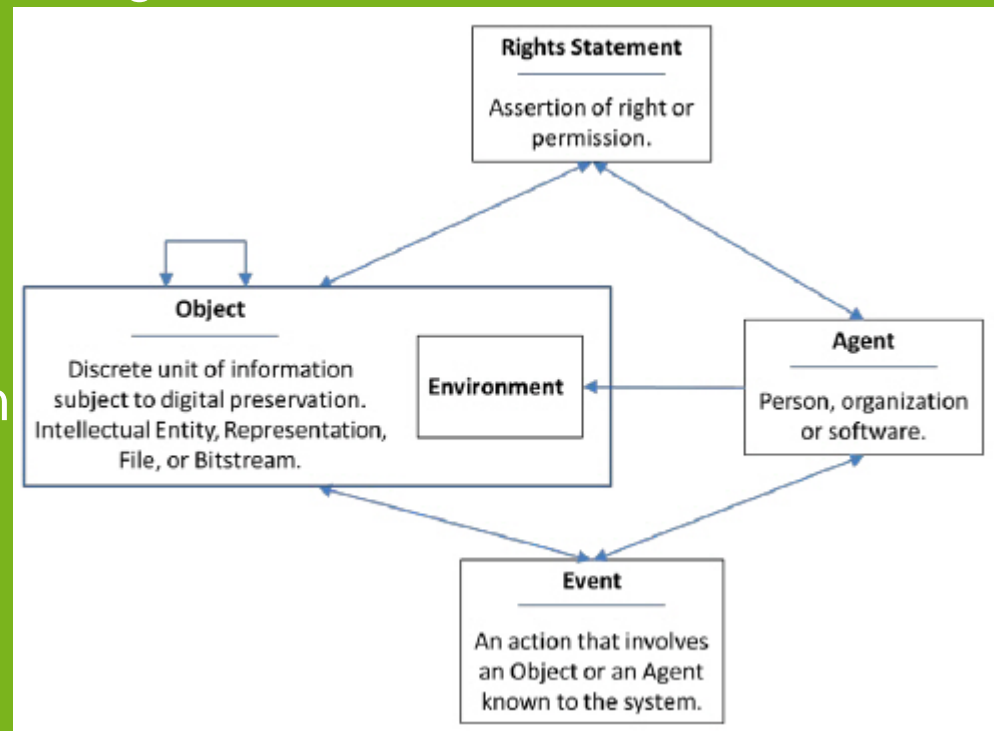 Rights Statement
Assertion of right or
permission.
Object
Discrete unit of information
subject to digital preservation.
Intellectual Entity, Representation,
File, or Bitstream.
Environment
Agent
Person, organization
or software.
Event
An action that involves
an Object or an Agent
known to the system.